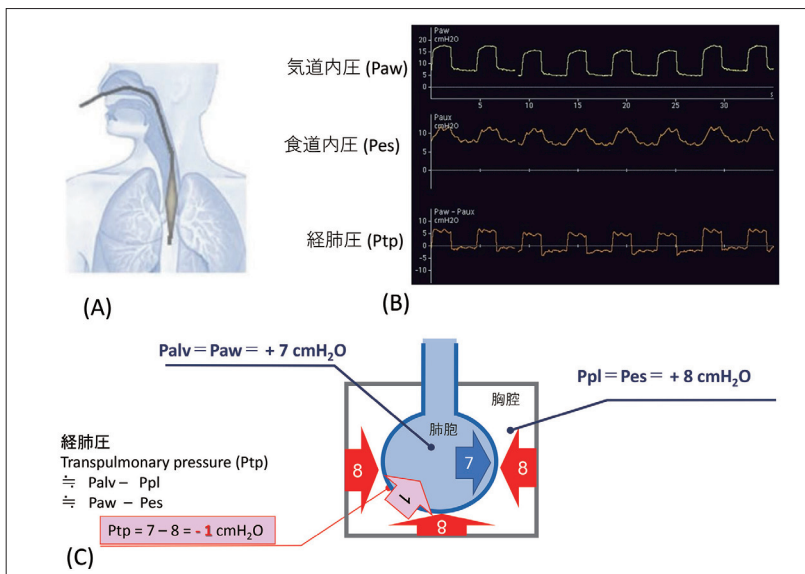 (A)
(B)
気道内圧 (Paw)
食道内圧 (Pes)
経肺圧 (Ptp)
Paw
cmH2O
20
15
10
5
0
5
10
15
20
25
30
s
Paux
cmH2O
10
5
0
Paw − Paux
cmH2O
10
5
0
-5
-10
Palv＝Paw＝ + 7 cmH₂O
Ppl＝Pes＝ + 8 cmH₂O
胸腔
肺胞
7
8
8
8
1
経肺圧
Transpulmonary pressure (Ptp)
≒ Palv − Ppl
≒ Paw − Pes
Ptp = 7 – 8 = - 1 cmH₂O
(C)